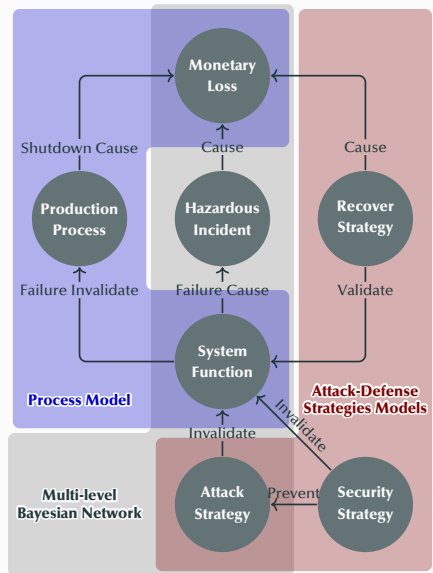 Monetary
Loss
Shutdown Cause
Cause
Cause
Production
Process
Hazardous
Incident
Recover
Strategy
Failure Invalidate
Failure Cause
Validate
System
Function
Process Model
Attack-Defense
Strategies Models
Invalidate
Invalidate
Multi-level
Bayesian Network
Attack
Strategy
Prevent
Security
Strategy